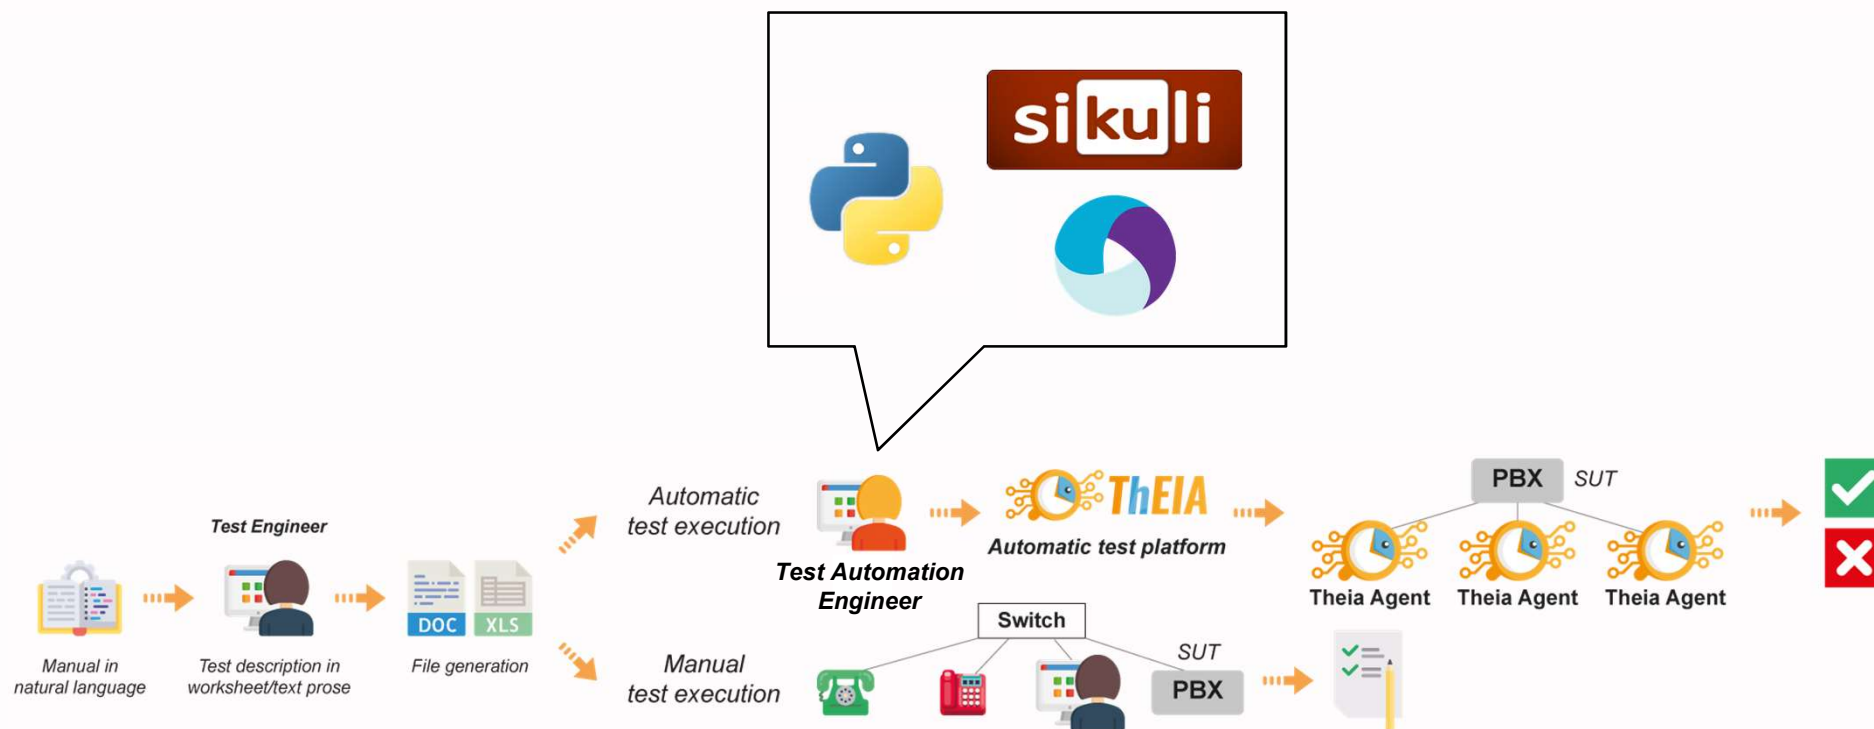 sikuli
Test Engineer
Manual in
natural language
Test description in
worksheet/text prose
DOC
XLS
File generation
Automatic
test execution
Test Automation
Engineer
ThEIA
Automatic test platform
PBX
SUT
Theia Agent
Theia Agent
Theia Agent
Manual
test execution
Switch
SUT
PBX